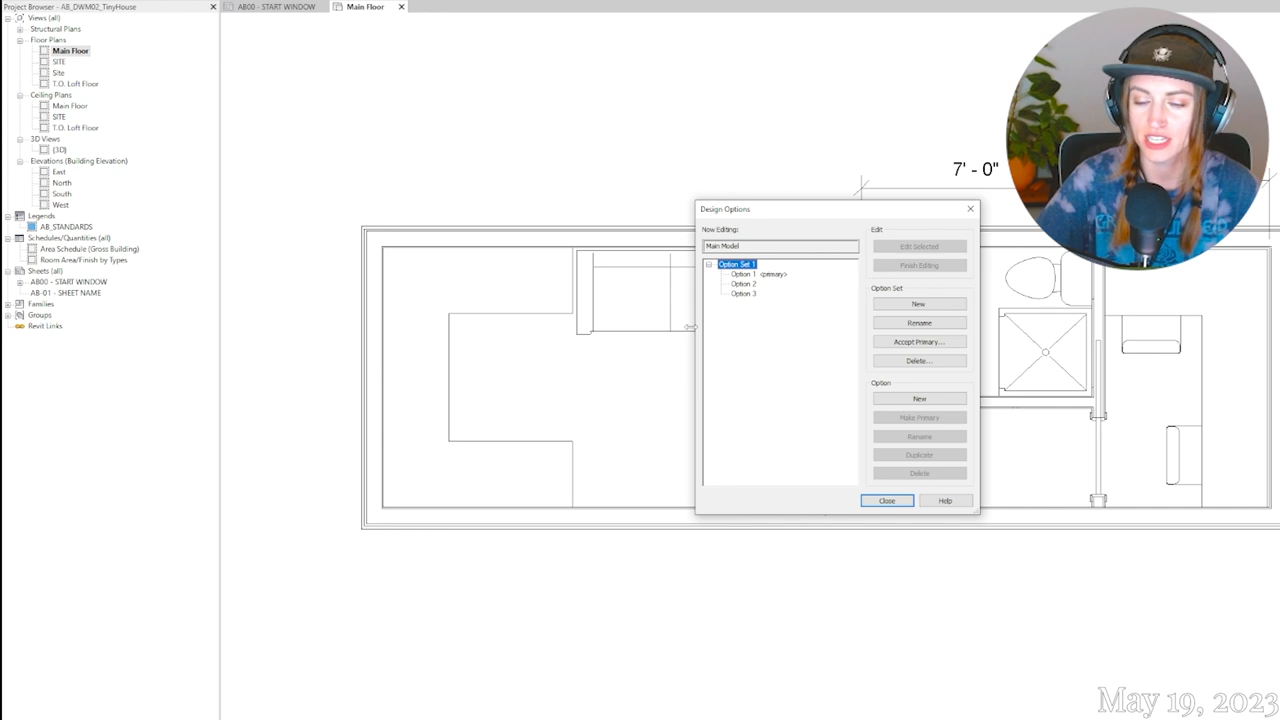 Project Browser - AB_DWM02_TinyHouse
Views (all)
Structural Plans
Floor Plans
Main Floor
SITE
Site
T.O. Loft Floor
Ceiling Plans
Main Floor
SITE
T.O. Loft Floor
3D Views
{3D}
Elevations (Building Elevation)
East
North
South
West
Legends
AB_STANDARDS
Schedules/Quantities (all)
Area Schedule (Gross Building)
Room Area/Finish by Types
Sheets (all)
AB00 - START WINDOW
AB-01 - SHEET NAME
Families
Groups
Revit Links
AB00 - START WINDOW
Main Floor
7' - 0"
Design Options
Now Editing:
Main Model
Option Set 1
Option 1 <primary>
Option 2
Option 3
Edit
Edit Selected
Finish Editing
Option Set
New
Rename
Accept Primary...
Delete...
Option
New
Make Primary
Rename
Duplicate
Delete
Close
Help
May 19, 2023